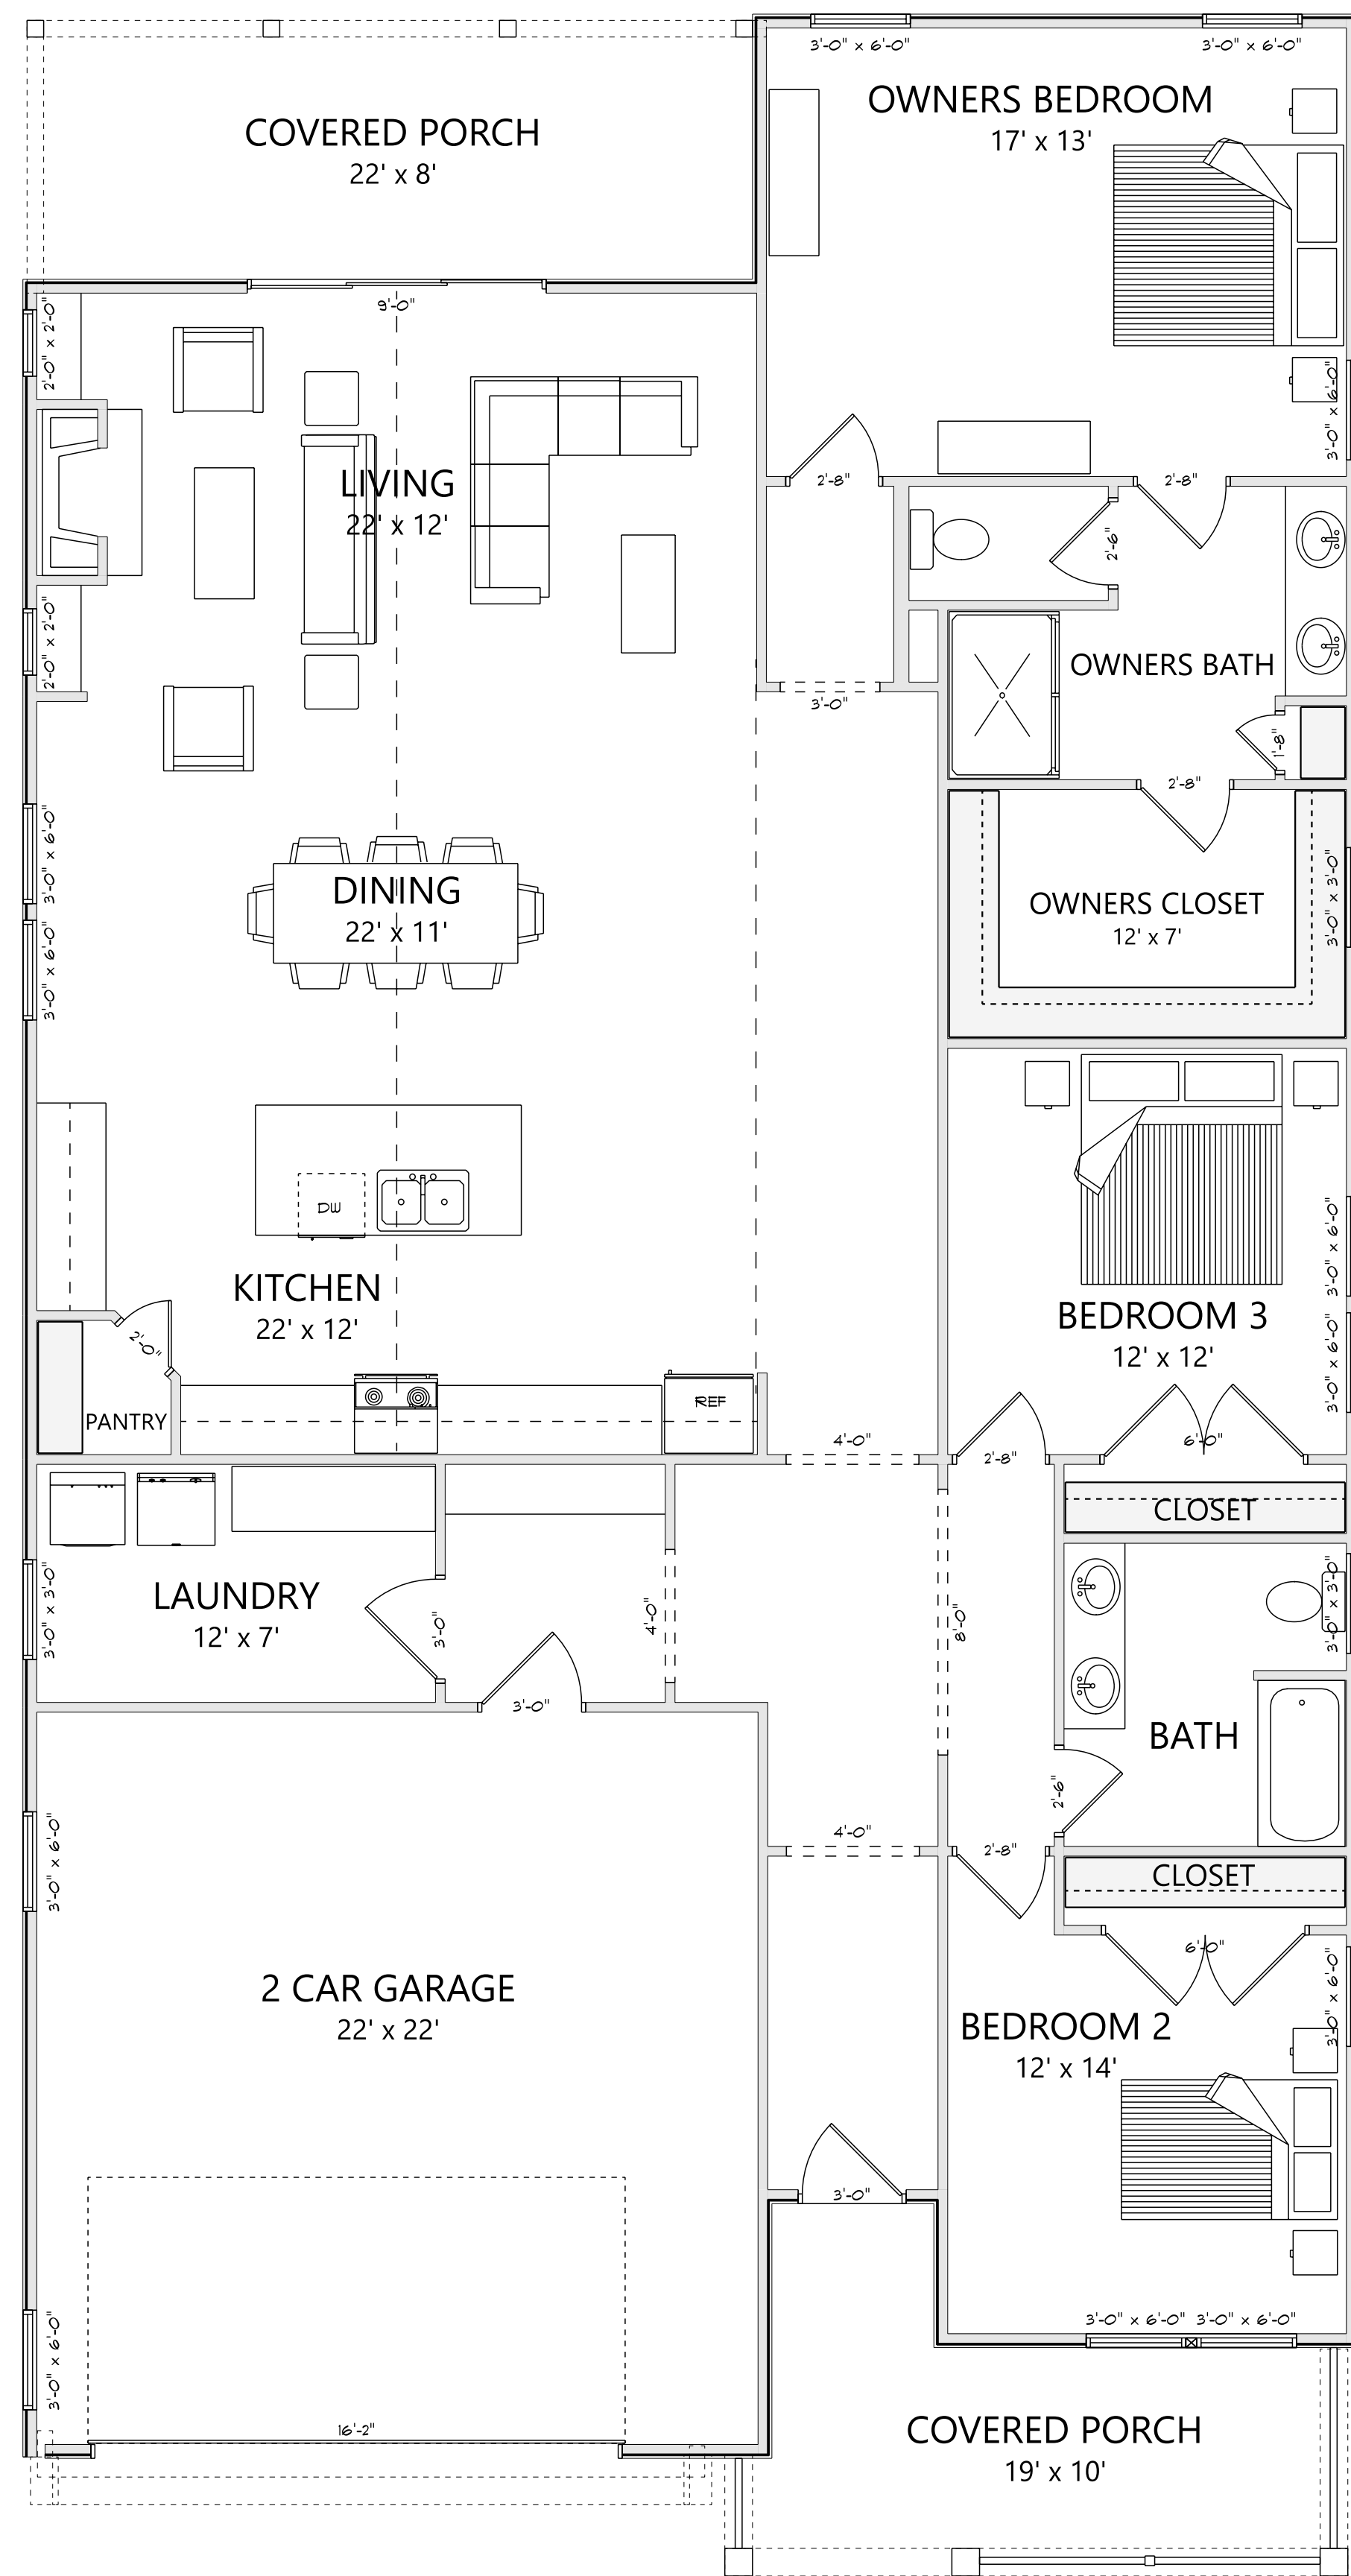 3'-0" x 6'-0"
3'-0" x 6'-0"
OWNERS BEDROOM
17' x 13'
COVERED PORCH
22' x 8'
9'-0"
2'-0" x 2'-0"
3'-0" x 6'-0"
LIVING
22' x 12'
2'-8"
2'-8"
2'-6"
2'-0" x 2'-0"
OWNERS BATH
3'-0"
1'-8"
2'-8"
3'-0" x 6'-0"
DINING
22' x 11'
OWNERS CLOSET
12' x 7'
3'-0" x 3'-0"
3'-0" x 6'-0"
DW
KITCHEN
22' x 12'
3'-0" x 6'-0"
BEDROOM 3
12' x 12'
2'-0"
3'-0" x 6'-0"
PANTRY
REF
4'-0"
2'-8"
6'-0"
CLOSET
LAUNDRY
12' x 7'
3'-0" x 3'-0"
3'-0"
4'-0"
8'-0"
3'-0" x 3'-0"
3'-0"
BATH
2'-6"
4'-0"
2'-8"
3'-0" x 6'-0"
CLOSET
6'-0"
2 CAR GARAGE
22' x 22'
BEDROOM 2
12' x 14'
3'-0" x 6'-0"
3'-0"
3'-0" x 6'-0" 3'-0" x 6'-0"
3'-0" x 6'-0"
16'-2"
COVERED PORCH
19' x 10'